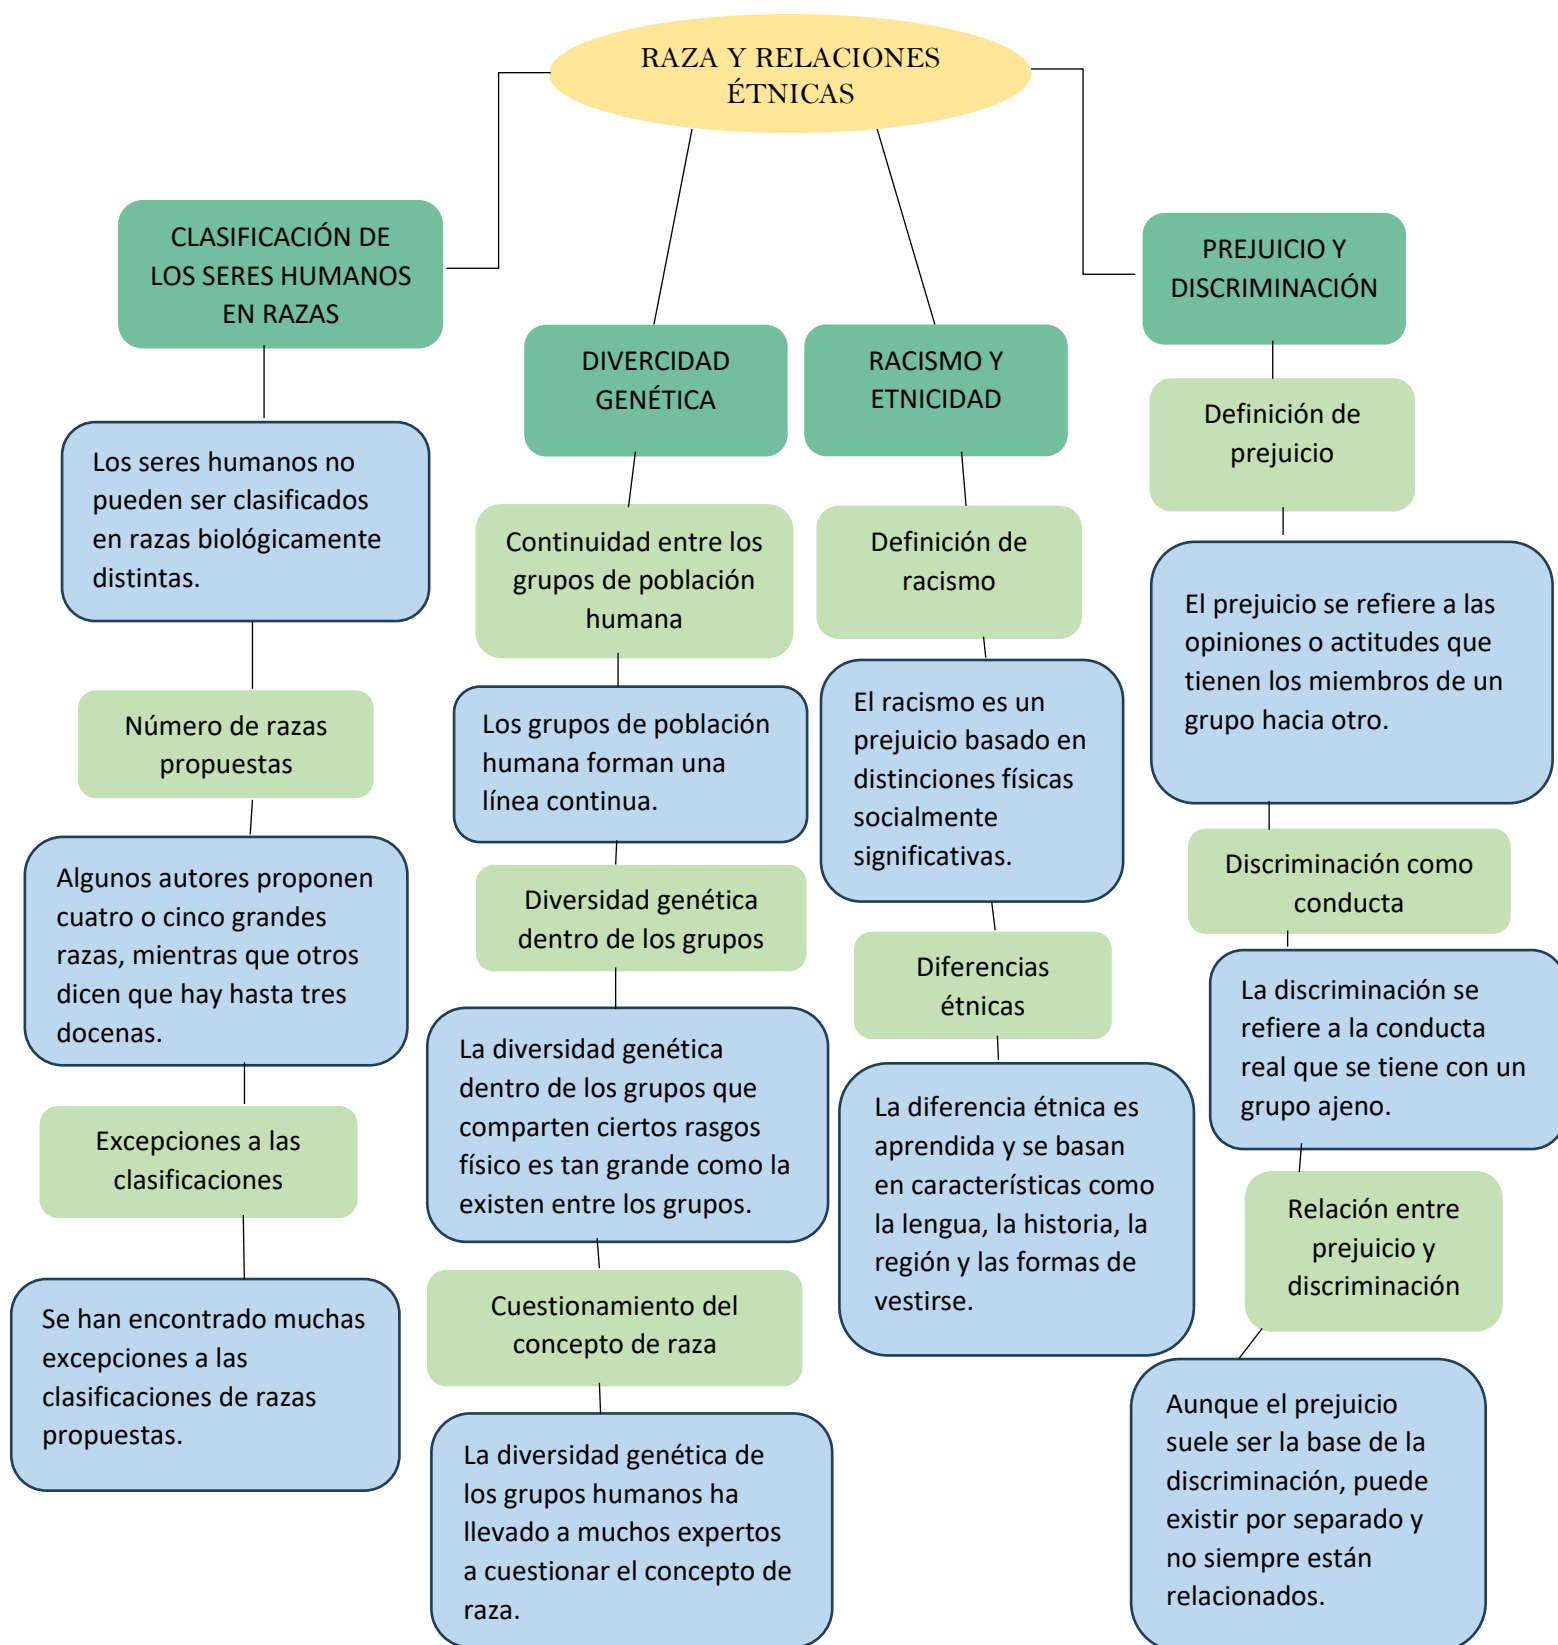 RAZA Y RELACIONES
ÉTNICAS
CLASIFICACIÓN DE
LOS SERES HUMANOS
EN RAZAS
Los seres humanos no
pueden ser clasificados
en razas biológicamente
distintas.
Número de razas
propuestas
Algunos autores proponen
cuatro o cinco grandes
razas, mientras que otros
dicen que hay hasta tres
docenas.
Excepciones a las
clasificaciones
Se han encontrado muchas
excepciones a las
clasificaciones de razas
propuestas.
DIVERCIDAD
GENÉTICA
Continuidad entre los
grupos de población
humana
Los grupos de población
humana forman una
línea continua.
Diversidad genética
dentro de los grupos
La diversidad genética
dentro de los grupos que
comparten ciertos rasgos
físico es tan grande como la
existen entre los grupos.
Cuestionamiento del
concepto de raza
La diversidad genética de
los grupos humanos ha
llevado a muchos expertos
a cuestionar el concepto de
raza.
RACISMO Y
ETNICIDAD
Definición de
racismo
El racismo es un
prejuicio basado en
distinciones físicas
socialmente
significativas.
Diferencias
étnicas
La diferencia étnica es
aprendida y se basan
en características como
la lengua, la historia, la
región y las formas de
vestirse.
PREJUICIO Y
DISCRIMINACIÓN
Definición de
prejuicio
El prejuicio se refiere a las
opiniones o actitudes que
tienen los miembros de un
grupo hacia otro.
Discriminación como
conducta
La discriminación se
refiere a la conducta
real que se tiene con un
grupo ajeno.
Relación entre
prejuicio y
discriminación
Aunque el prejuicio
suele ser la base de la
discriminación, puede
existir por separado y
no siempre están
relacionados.